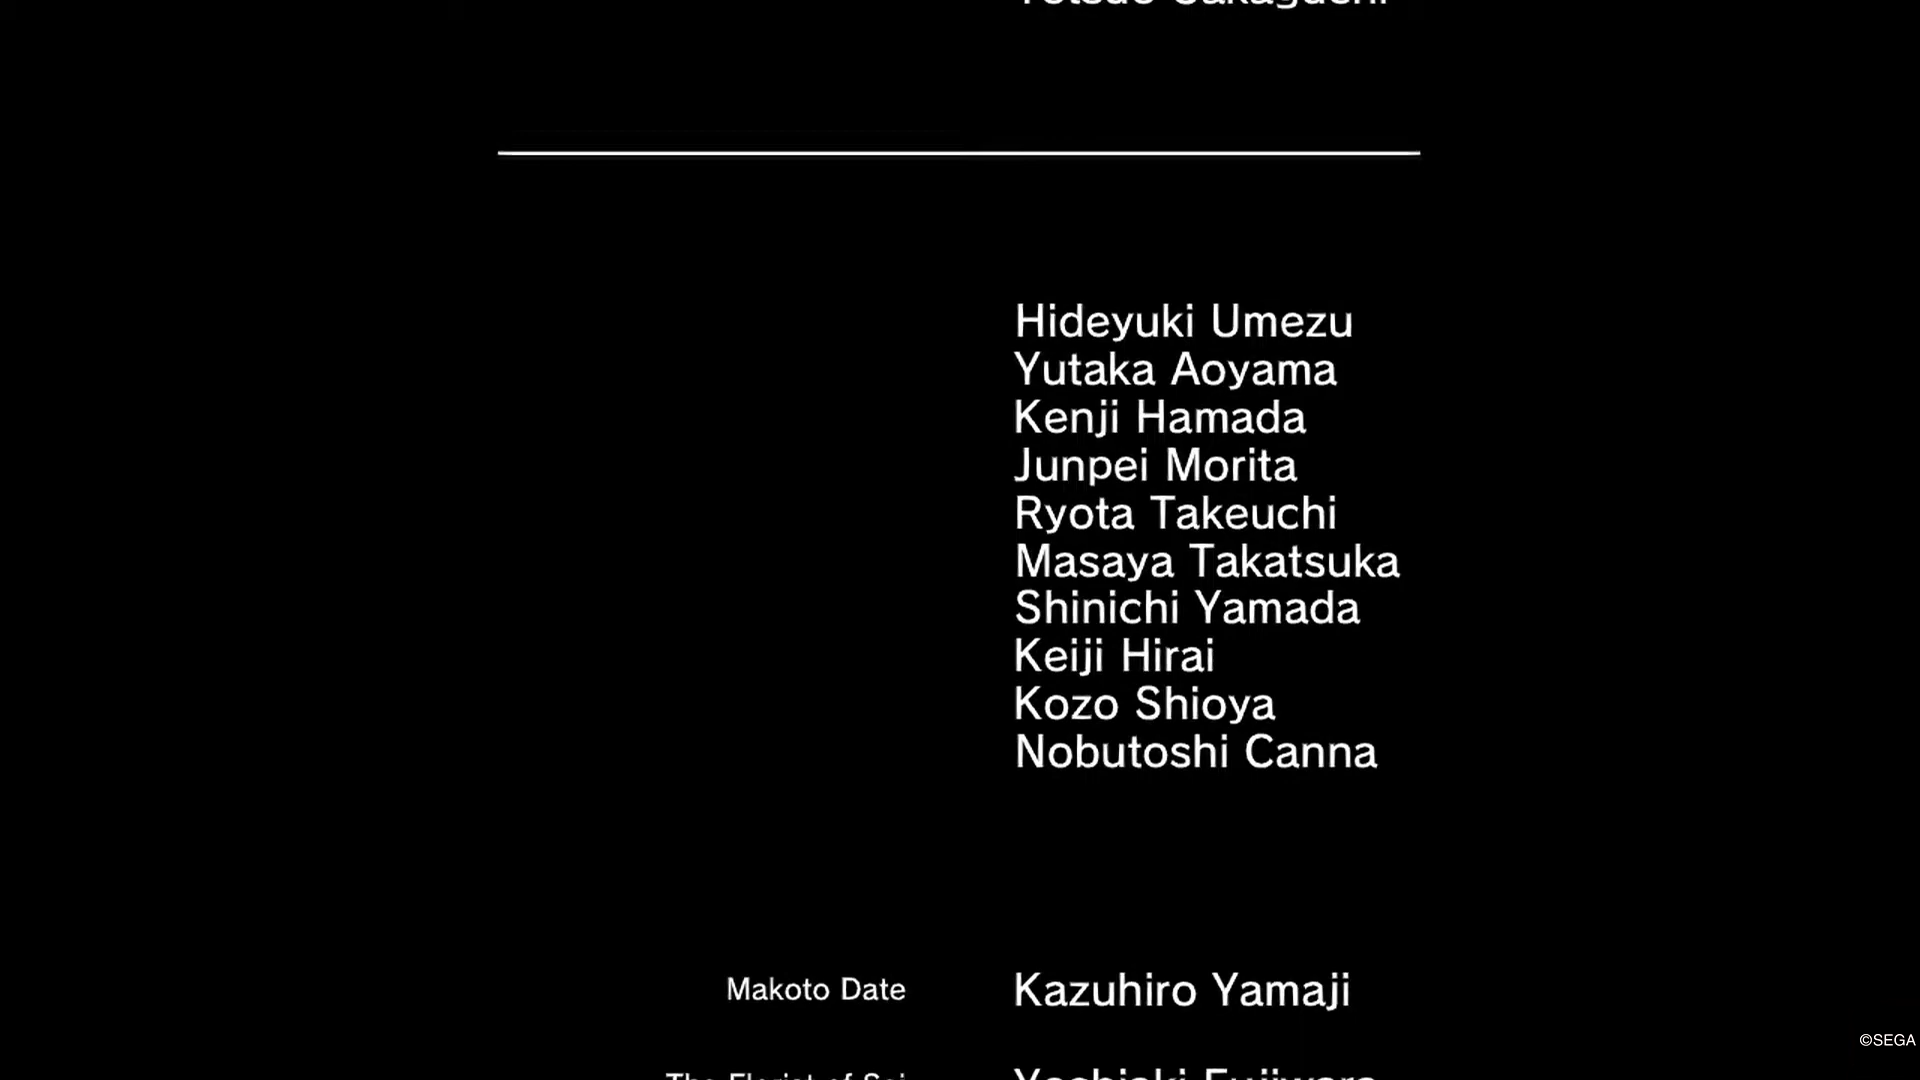 Hideyuki Umezu
Yutaka Aoyama
Kenji Hamada
Junpei Morita
Ryota Takeuchi
Masaya Takatsuka
Shinichi Yamada
Keiji Hirai
Kozo Shioya
Nobutoshi Canna
Makoto Date Kazuhiro Yamaji
©SEGA